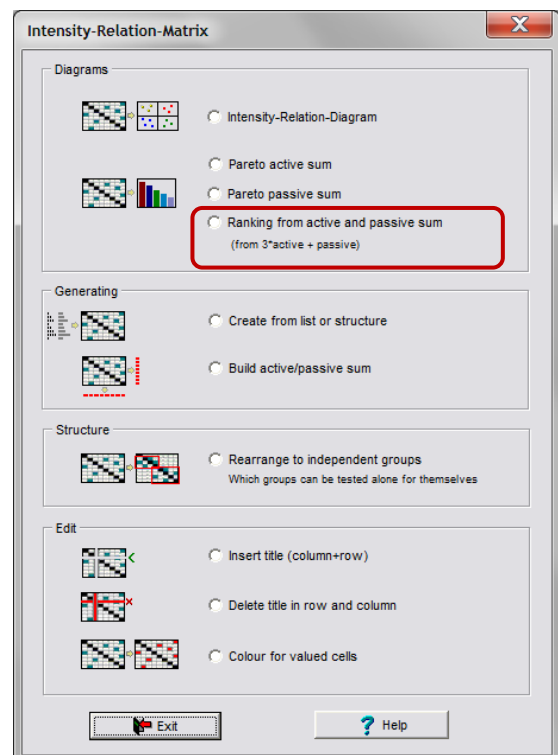 Intensity-Relation-Matrix
Diagrams
Intensity-Relation-Diagram
Pareto active sum
Pareto passive sum
Ranking from active and passive sum
(from 3*active + passive)
Generating
Create from list or structure
Build active/passive sum
Structure
Rearrange to independent groups
Which groups can be tested alone for themselves
Edit
Insert title (column+row)
Delete title in row and column
Colour for valued cells
Exit
? Help